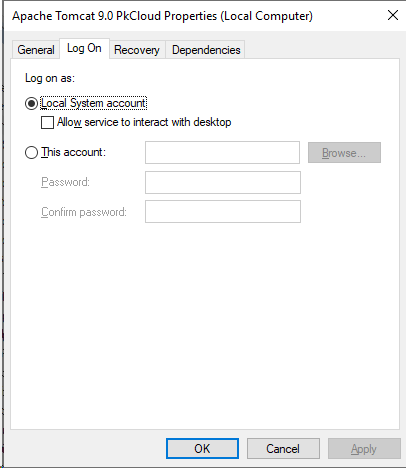 Apache Tomcat 9.0 PkCloud Properties (Local Computer)
General Log On Recovery Dependencies
Log on as:
Local System account
Allow service to interact with desktop
This account:
Browse...
Password:
Confirm password:
OK Cancel Apply